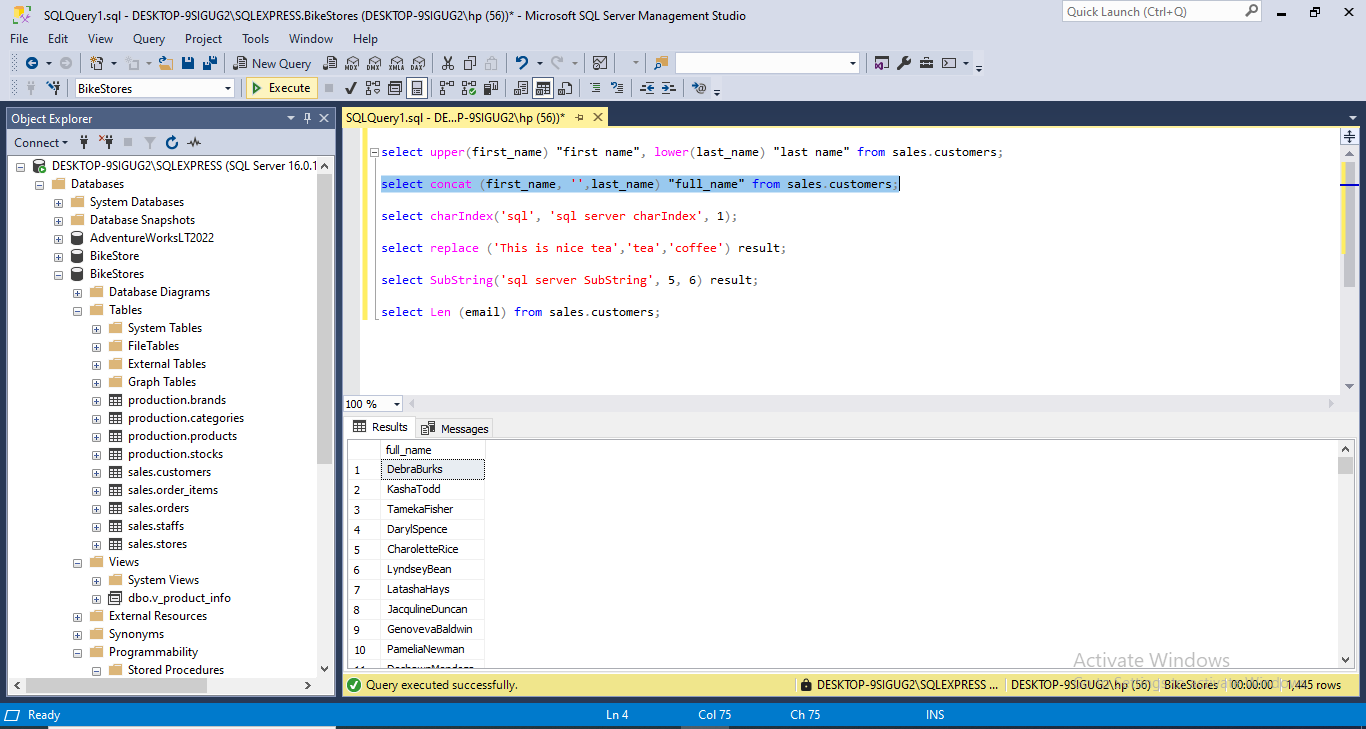 SQLQuery1.sql - DESKTOP-9SIGUG2\SQLEXPRESS.BikeStores (DESKTOP-9SIGUG2\hp (56))* - Microsoft SQL Server Management Studio
Quick Launch (Ctrl+Q)
File Edit View Query Project Tools Window Help
New Query
MDX DMX XMLA DAX
BikeStores
Execute
Object Explorer
SQLQuery1.sql - DE...P-9SIGUG2\hp (56))*
Connect
DESKTOP-9SIGUG2\SQLEXPRESS (SQL Server 16.0.1
Databases
System Databases
Database Snapshots
AdventureWorksLT2022
BikeStore
BikeStores
Database Diagrams
Tables
System Tables
FileTables
External Tables
Graph Tables
production.brands
production.categories
production.products
production.stocks
sales.customers
sales.order_items
sales.orders
sales.staffs
sales.stores
Views
System Views
dbo.v_product_info
External Resources
Synonyms
Programmability
Stored Procedures
select upper(first_name) "first name", lower(last_name) "last name" from sales.customers;
select concat (first_name, '',last_name) "full_name" from sales.customers;
select charIndex('sql', 'sql server charIndex', 1);
select replace ('This is nice tea','tea','coffee') result;
select SubString('sql server SubString', 5, 6) result;
select Len (email) from sales.customers;
100 %
Results Messages
full_name
1 DebraBurks
2 KashaTodd
3 TamekaFisher
4 DarylSpence
5 CharoletteRice
6 LyndseyBean
7 LatashaHays
8 JacqulineDuncan
9 GenovevaBaldwin
10 PameliaNewman
Activate Windows
Query executed successfully.
DESKTOP-9SIGUG2\SQLEXPRESS ... DESKTOP-9SIGUG2\hp (56) BikeStores 00:00:00 1,445 rows
Ready Ln 4 Col 75 Ch 75 INS